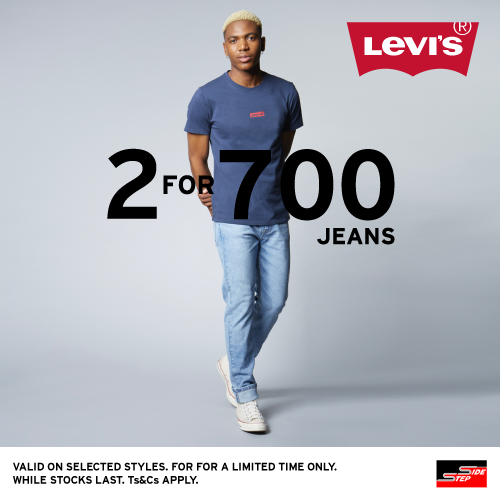 LEVI'S ®
2 FOR 700
JEANS
VALID ON SELECTED STYLES. FOR FOR A LIMITED TIME ONLY.
WHILE STOCKS LAST. Ts&Cs APPLY.
SIDE
STEP